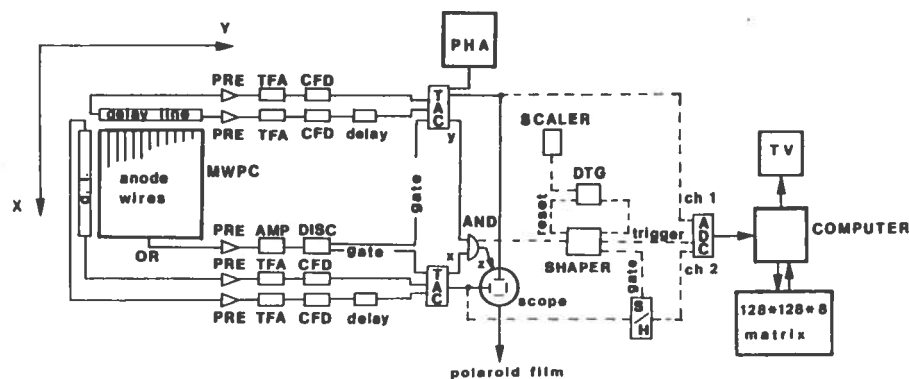 Y
PHA
PRE TFA CFD
T A C
delay line
PRE TFA CFD delay
y
SCALER
TV
d.l.
MWPC
anode wires
X
gate
DTG
reset
ch 1
AND
PRE AMP DISC
OR
gate
x
z
SHAPER
trigger
A D C
COMPUTER
ch 2
PRE TFA CFD
T A C
scope
gate
S/H
128*128*8
matrix
PRE TFA CFD delay
polaroid film